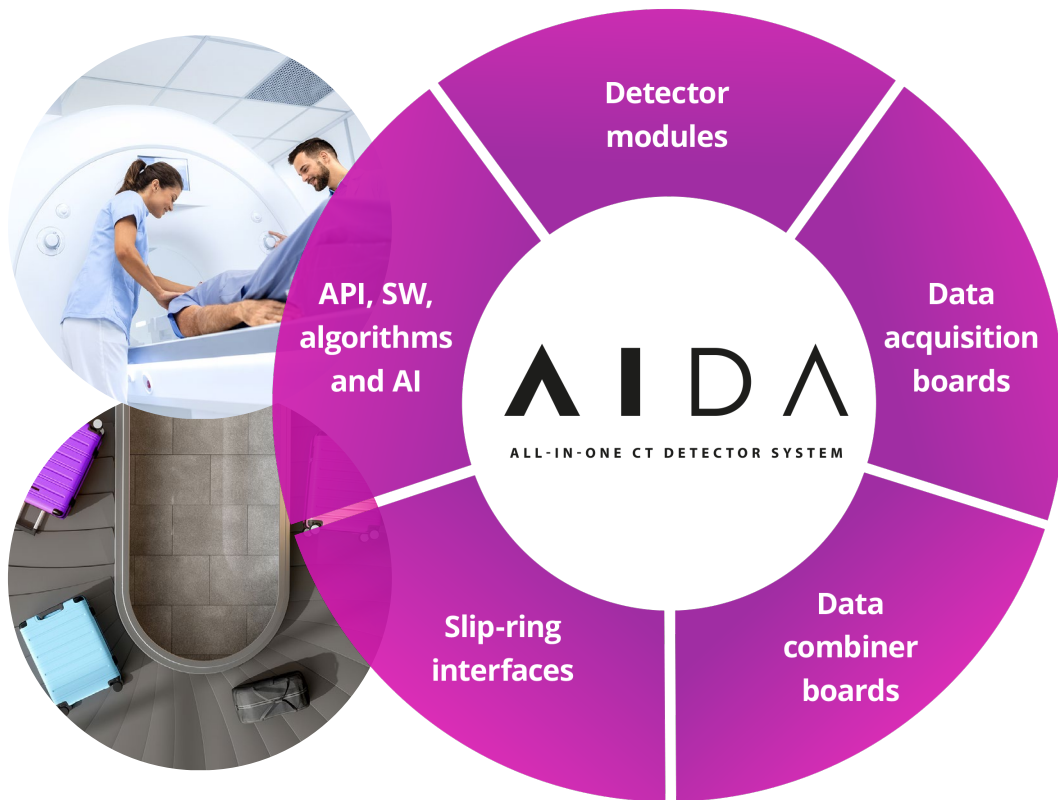 Detector
modules
Data
acquisition
boards
Data
combiner
boards
Slip-ring
interfaces
API, SW,
algorithms
and AI
AIDA
ALL-IN-ONE CT DETECTOR SYSTEM